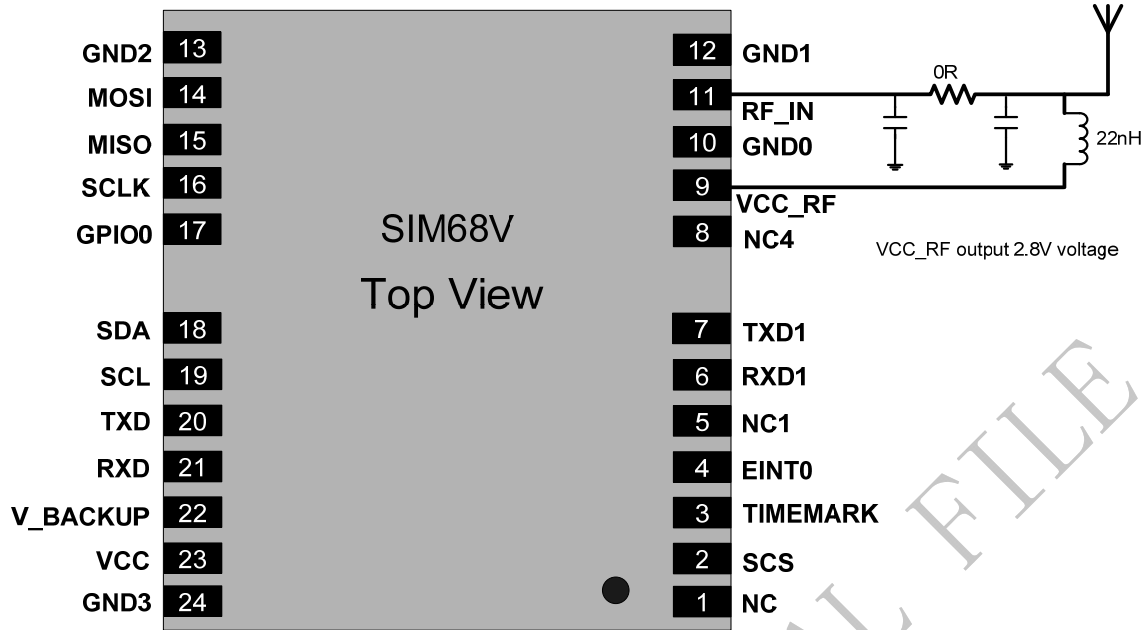 GND2 13
MOSI 14
MISO 15
SCLK 16
GPIO0 17
SDA 18
SCL 19
TXD 20
RXD 21
V_BACKUP 22
VCC 23
GND3 24
SIM68V
Top View
12 GND1
11 RF_IN
10 GND0
9 VCC_RF
8 NC4
7 TXD1
6 RXD1
5 NC1
4 EINT0
3 TIMEMARK
2 SCS
1 NC
0R
22nH
VCC_RF output 2.8V voltage
AL FILE